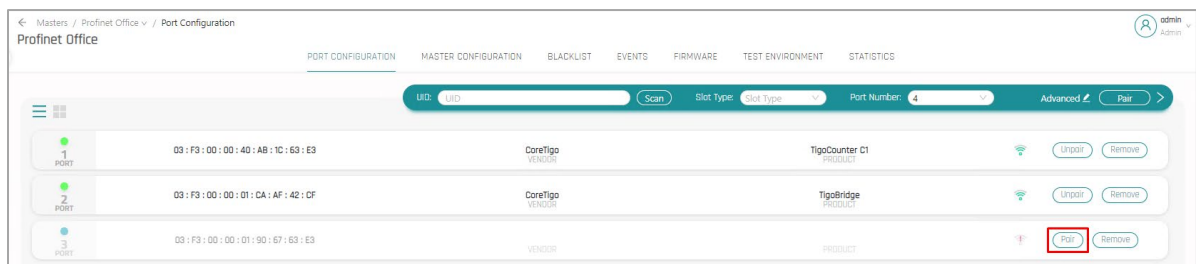 ← Masters / Profinet Office / Port Configuration
admin
Admin
Profinet Office
PORT CONFIGURATION MASTER CONFIGURATION BLACKLIST EVENTS FIRMWARE TEST ENVIRONMENT STATISTICS
UID: UID Scan Slot Type: Slot Type Port Number: 4 Advanced Pair >
1 03 : F3 : 00 : 00 : 40 : AB : 1C : 63 : E3 CoreTigo TigoCounter C1 Unpair Remove
PORT VENDOR PRODUCT
2 03 : F3 : 00 : 00 : 01 : CA : AF : 42 : CF CoreTigo TigoBridge Unpair Remove
PORT VENDOR PRODUCT
3 03 : F3 : 00 : 00 : 01 : 90 : 67 : 63 : E3 Pair Remove
PORT VENDOR PRODUCT